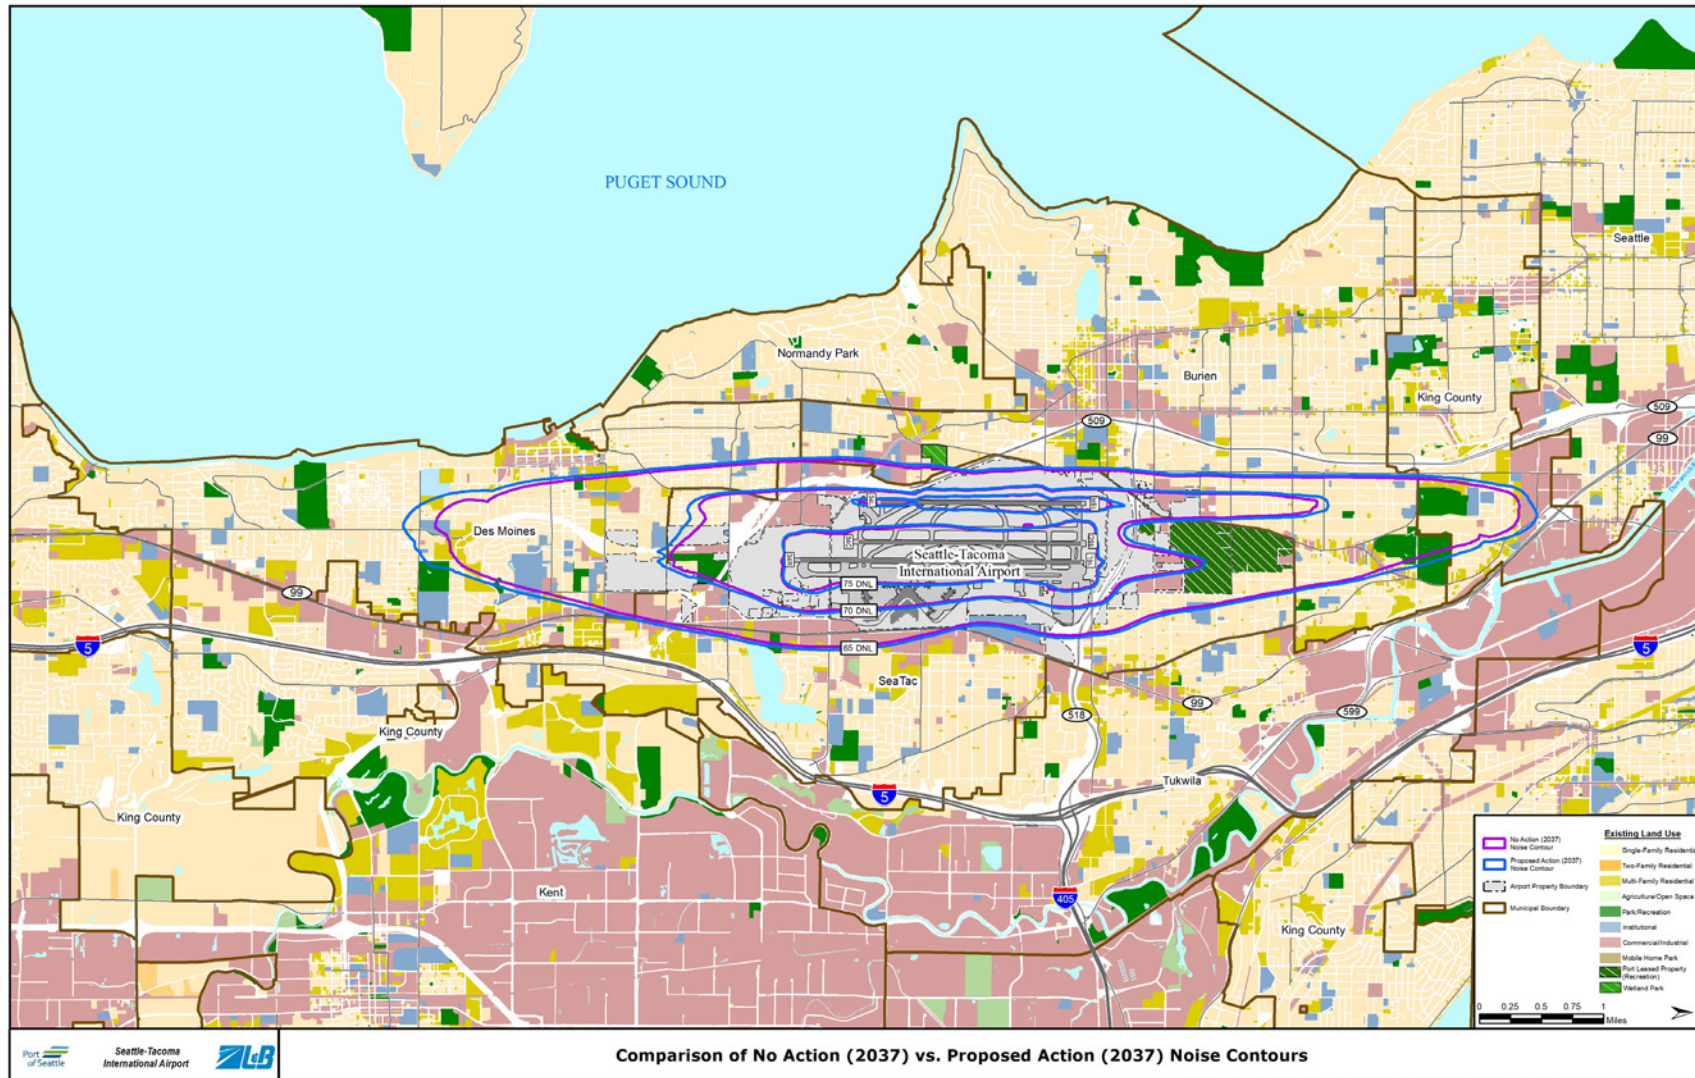 PUGET SOUND
Seattle
Normandy Park
Burien
King County
509
509
99
Des Moines
Seattle-Tacoma
International Airport
75 DNL
70 DNL
65 DNL
99
5
5
SeaTac
518
99
599
King County
Tukwila
5
King County
Kent
405
King County
No Action (2037)
Noise Contour
Proposed Action (2037)
Noise Contour
Airport Property Boundary
Municipal Boundary
Existing Land Use
Single-Family Residentia
Two-Family Residential
Multi-Family Residential
Agriculture/Open Space
Park/Recreation
Institutional
Commercial/Industrial
Mobile Home Park
Port Leased Property
(Recreation)
Wetland Park
0 0.25 0.5 0.75 1
Miles
Port
of Seattle
Seattle-Tacoma
International Airport
L&B
Comparison of No Action (2037) vs. Proposed Action (2037) Noise Contours